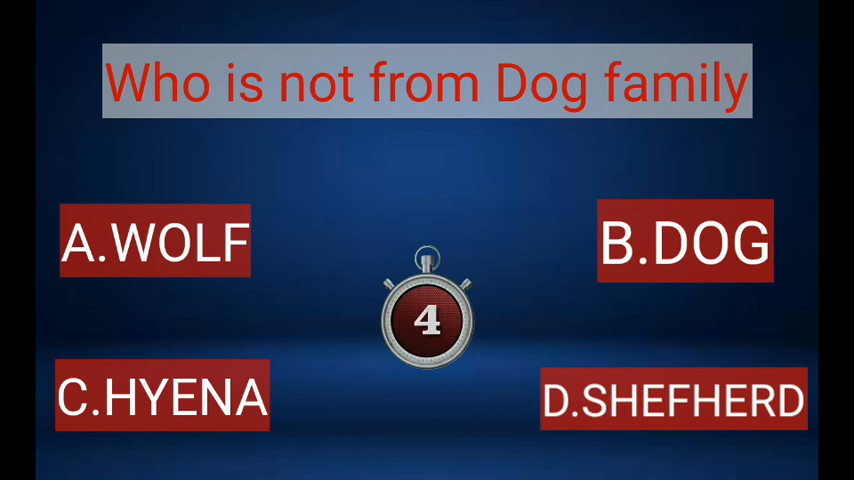 Who is not from Dog family
A.WOLF
B.DOG
4
C.HYENA
D.SHEFHERD